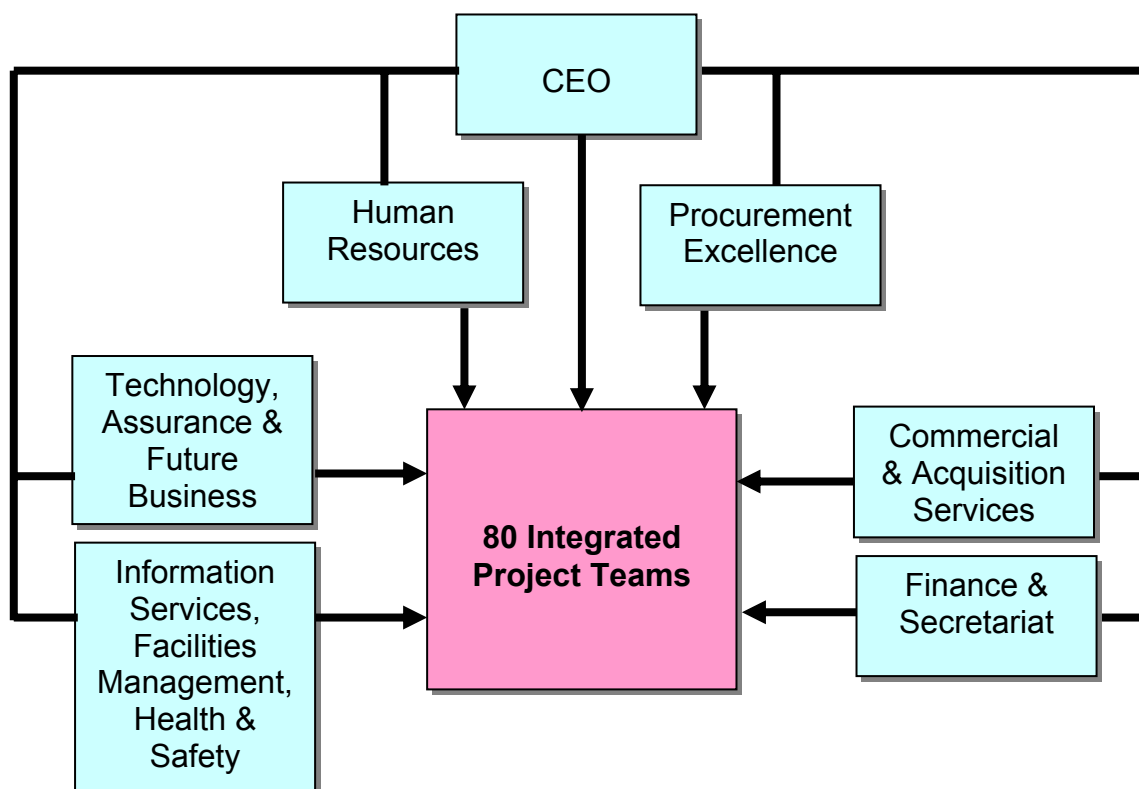 CEO
Human
Resources
Procurement
Excellence
Technology,
Assurance &
Future
Business
Commercial
& Acquisition
Services
80 Integrated
Project Teams
Information
Services,
Facilities
Management,
Health &
Safety
Finance &
Secretariat